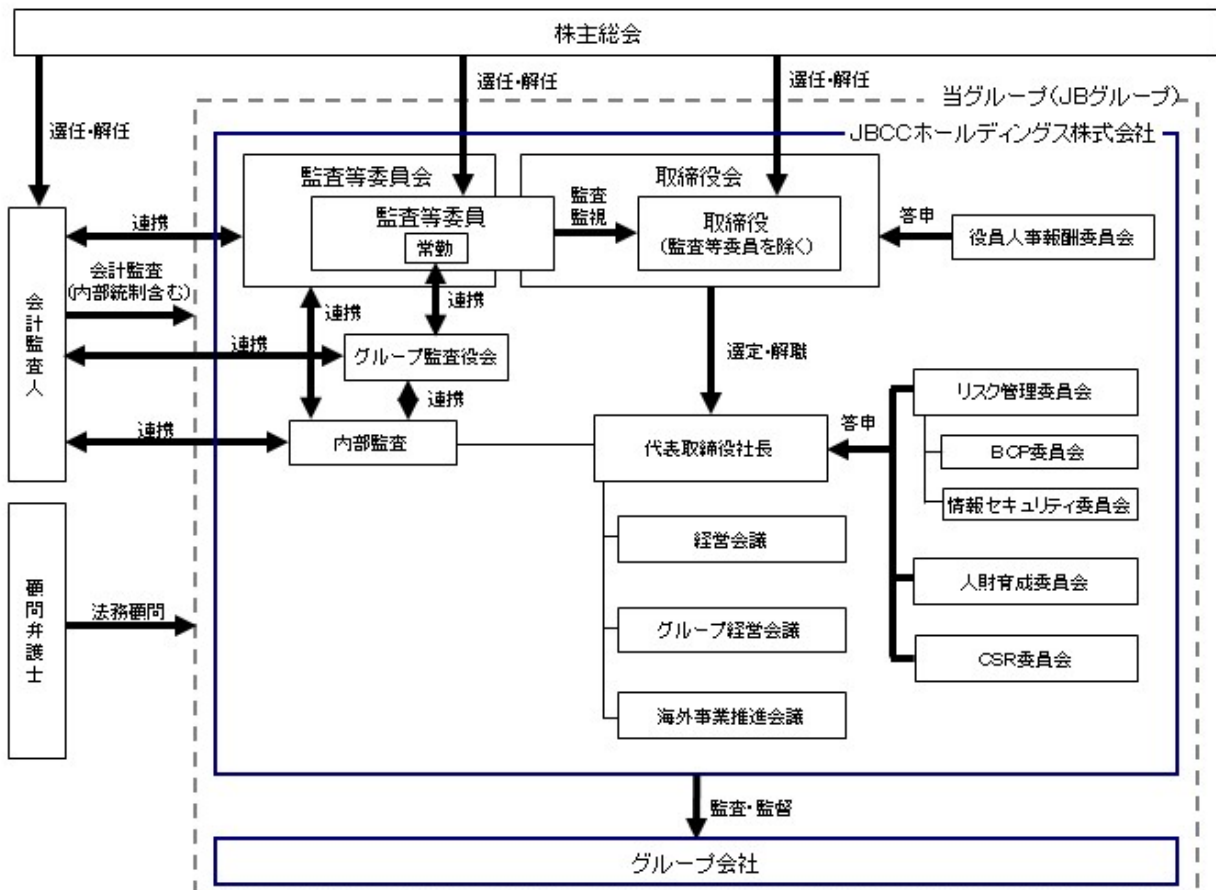 株主総会
選任・解任
選任・解任
選任・解任
当グループ(JBグループ)
JBCCホールディングス株式会社
監査等委員会
取締役会
監査等委員
常勤
監査
監視
取締役
(監査等委員を除く)
答申
役員人事報酬委員会
連携
会計監査
(内部統制含む)
会計監査人
連携
連携
連携
グループ監査役会
選定・解職
連携
連携
内部監査
代表取締役社長
答申
リスク管理委員会
BCP委員会
情報セキュリティ委員会
経営会議
人財育成委員会
顧問弁護士
法務顧問
グループ経営会議
CSR委員会
海外事業推進会議
監査・監督
グループ会社